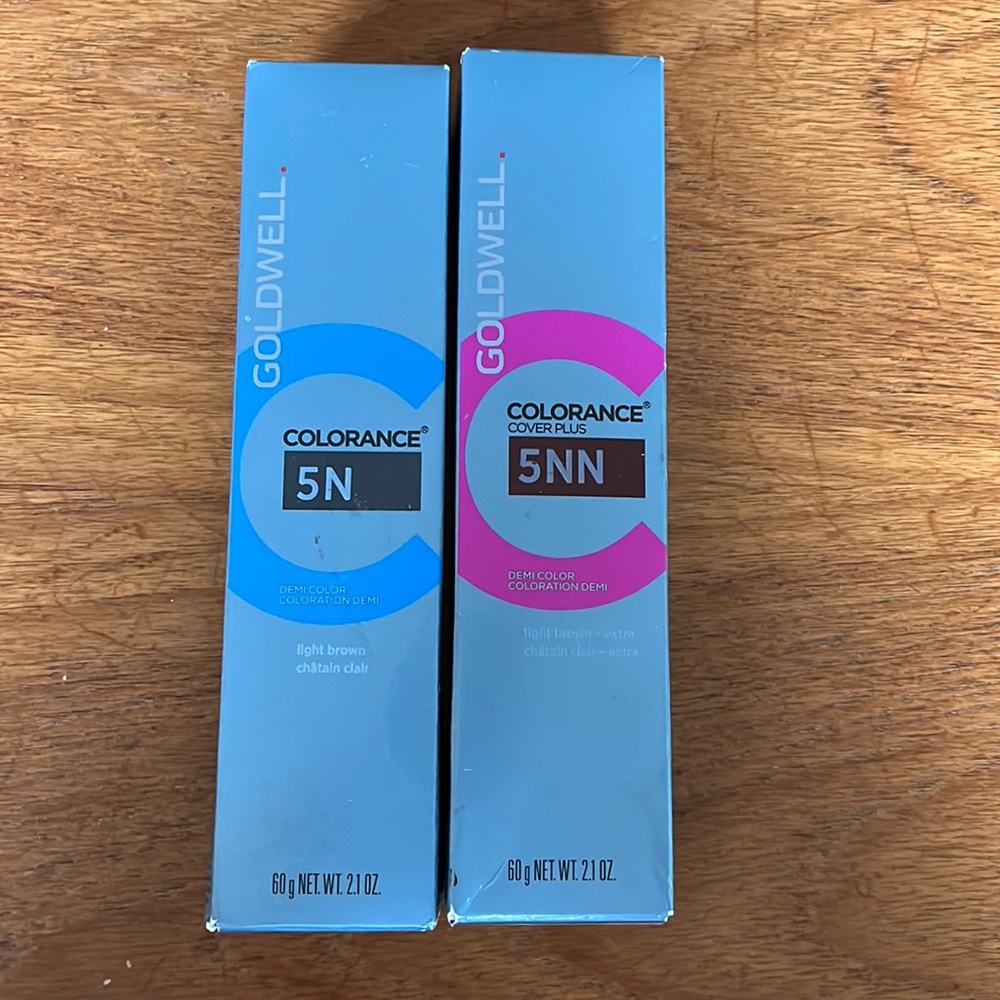 GOLDWELL.
COLORANCE®
5N
DEMI COLOR
COLORATION DEMI
light brown
châtain clair
60 g NET. WT. 2.1 OZ.
GOLDWELL.
COLORANCE®
COVER PLUS
5NN
DEMI COLOR
COLORATION DEMI
light brown - extra
châtain clair - extra
60 g NET. WT. 2.1 OZ.